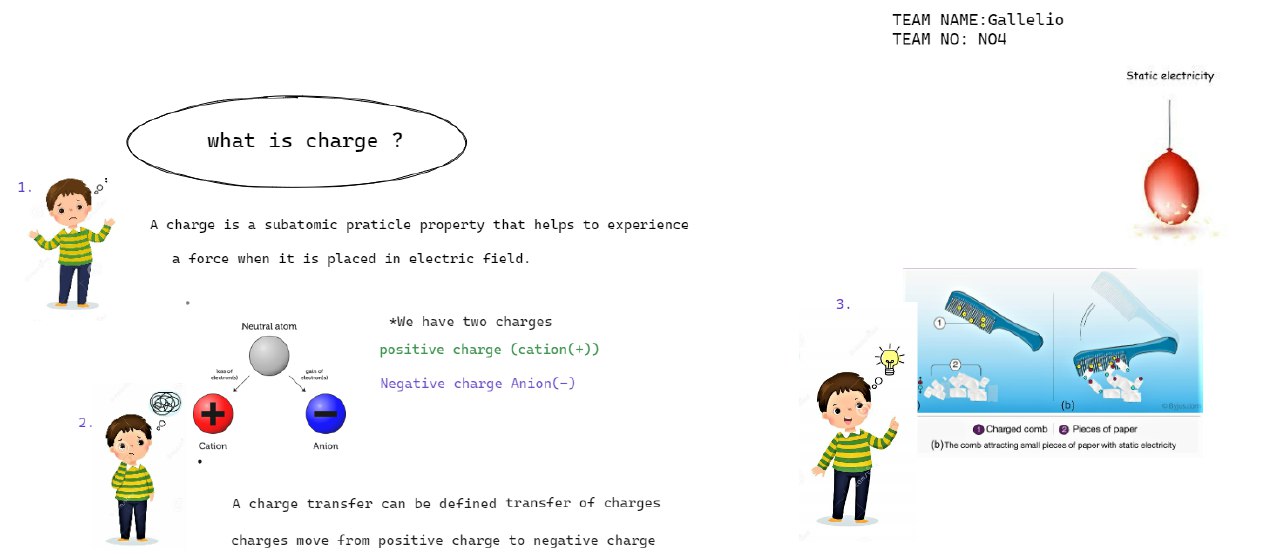 TEAM NAME:Gallelio
TEAM NO: NO4
Static electricity
what is charge ?
1.
A charge is a subatomic praticle property that helps to experience
a force when it is placed in electric field.
Neutral atom
loss of
electron(s)
gain of
electron(s)
Cation
Anion
*We have two charges
positive charge (cation(+))
Negative charge Anion(-)
2.
A charge transfer can be defined transfer of charges
charges move from positive charge to negative charge
3.
1
2
(b)
© Byjus.com
1 Charged comb | 2 Pieces of paper
(b) The comb attracting small pieces of paper with static electricity